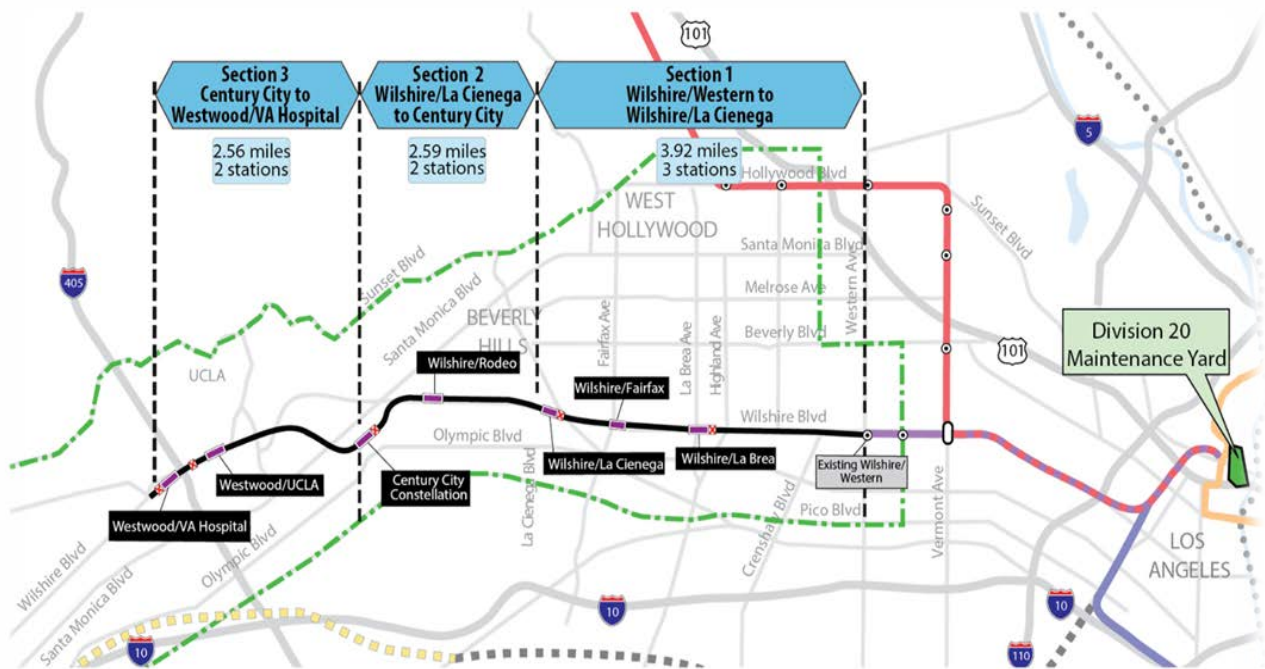 101
Section 3
Century City to
Westwood/VA Hospital
Section 2
Wilshire/La Cienega
to Century City
Section 1
Wilshire/Western to
Wilshire/La Cienega
2.56 miles
2 stations
2.59 miles
2 stations
3.92 miles
3 stations
5
Hollywood Blvd
WEST
HOLLYWOOD
Sunset Blvd
Santa Monica Blvd
Sunset Blvd
405
Melrose Ave
Western Ave
Santa Monica Blvd
BEVERLY
HILLS
Fairfax Ave
La Brea Ave
Highland Ave
Beverly Blvd
101
Division 20
Maintenance Yard
UCLA
Wilshire/Rodeo
Wilshire/Fairfax
Wilshire Blvd
Olympic Blvd
Wilshire/La Cienega
Wilshire/La Brea
Existing Wilshire/
Western
Westwood/UCLA
Century City
Constellation
La Cienega Blvd
Crenshaw Blvd
Pico Blvd
Vermont Ave
Westwood/VA Hospital
LOS
ANGELES
Wilshire Blvd
Santa Monica Blvd
Olympic Blvd
10
10
10
110